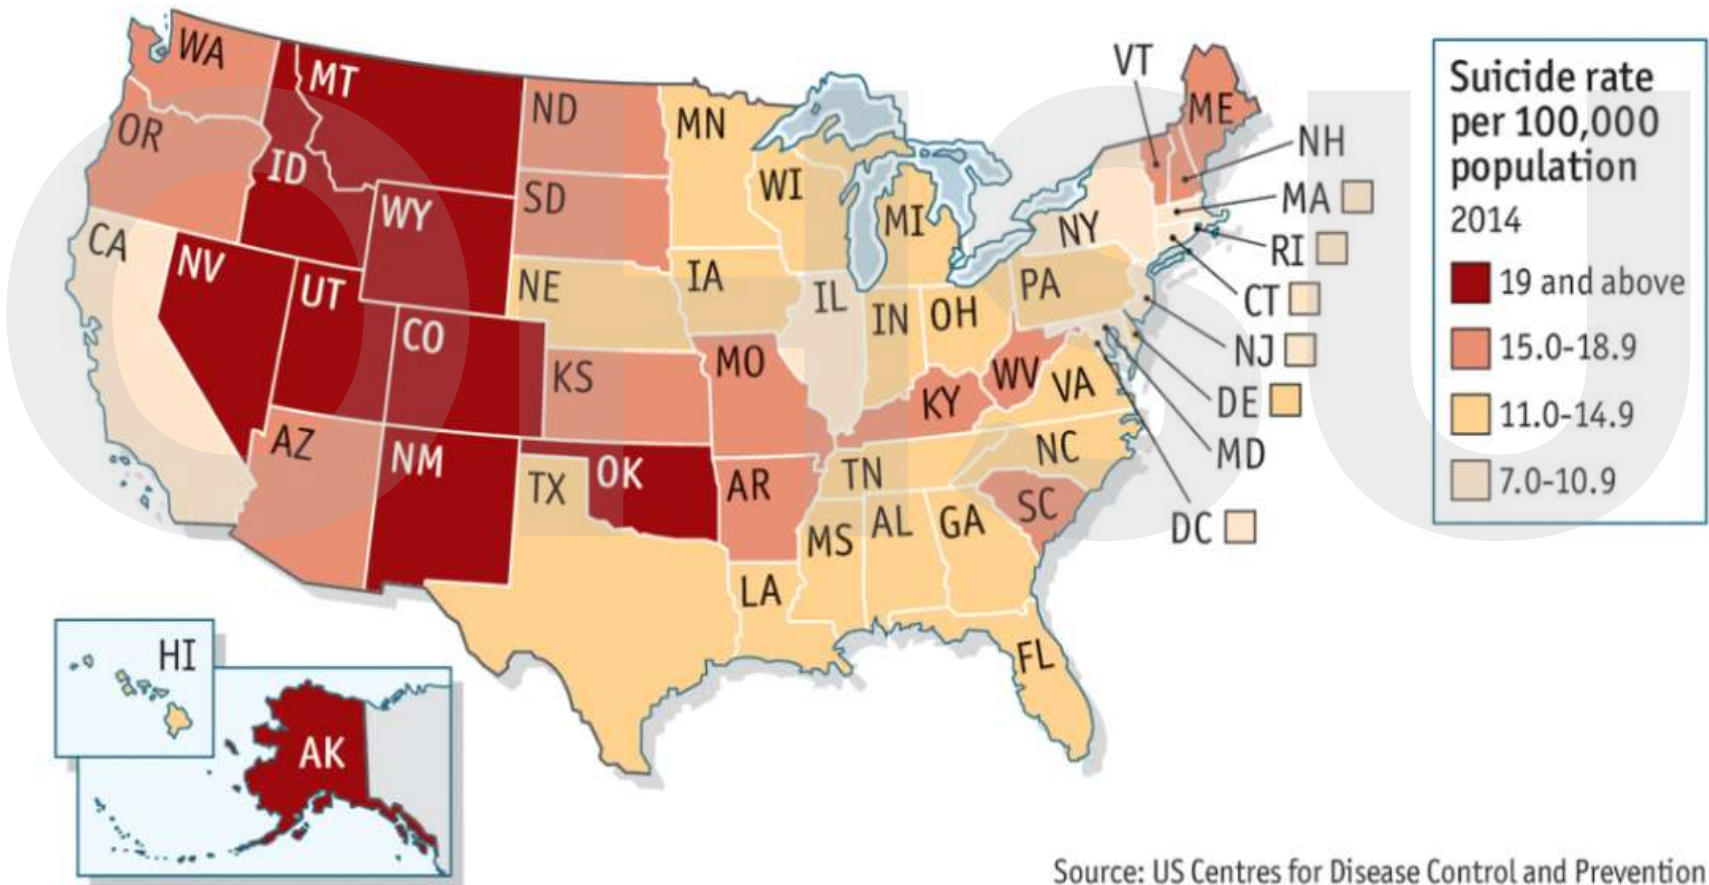 WA
MT
ND
MN
VT
ME
OR
ID
SD
WI
MI
NH
WY
NY
MA
CA
NV
UT
NE
IA
IL
IN
OH
PA
RI
CT
CO
KS
MO
WV
VA
NJ
KY
DE
AZ
NM
OK
TX
AR
TN
NC
MD
SC
MS
AL
GA
DC
LA
FL
HI
AK
Suicide rate
per 100,000
population
2014
19 and above
15.0-18.9
11.0-14.9
7.0-10.9
Source: US Centres for Disease Control and Prevention